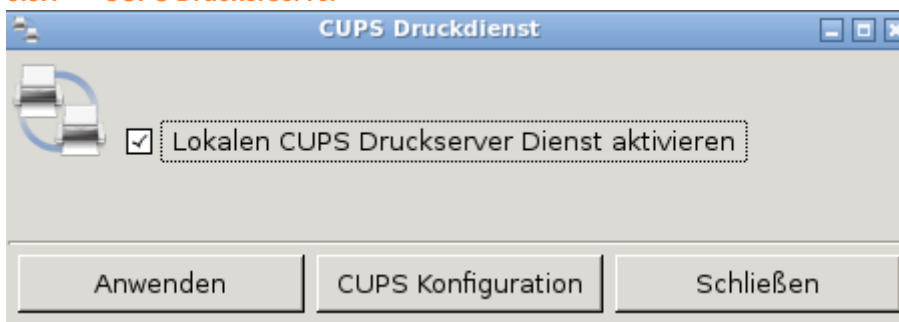 CUPS Druckdienst
Lokalen CUPS Druckserver Dienst aktivieren
Anwenden
CUPS Konfiguration
Schließen